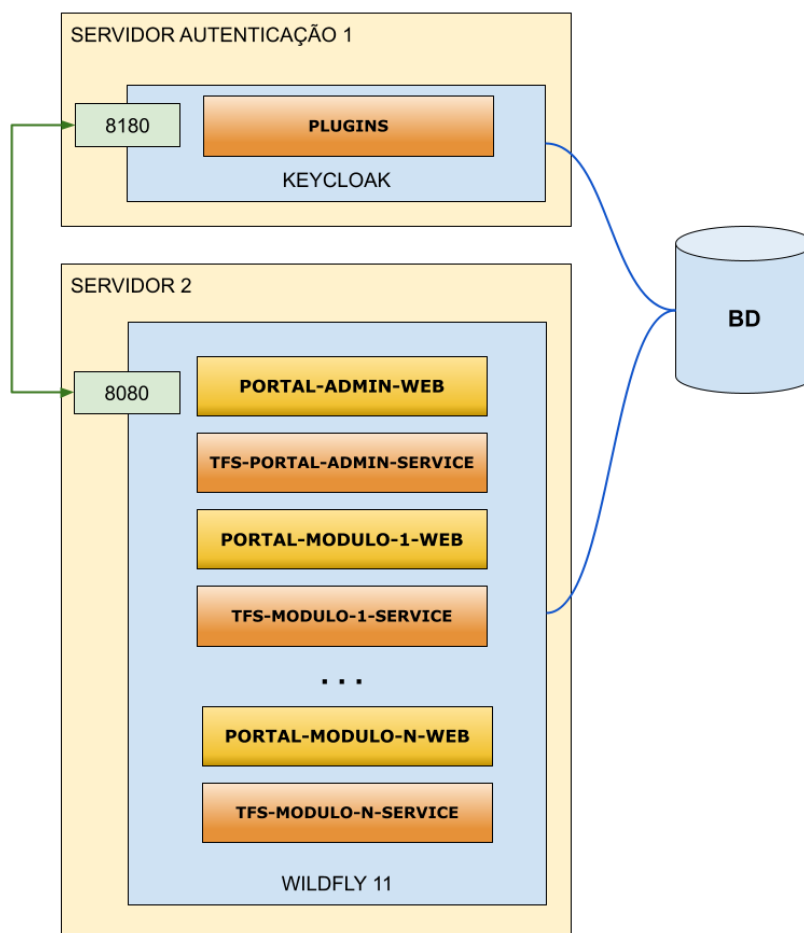 SERVIDOR AUTENTICAÇÃO 1
8180
PLUGINS
KEYCLOAK
SERVIDOR 2
8080
PORTAL-ADMIN-WEB
TFS-PORTAL-ADMIN-SERVICE
PORTAL-MODULO-1-WEB
TFS-MODULO-1-SERVICE
. . .
PORTAL-MODULO-N-WEB
TFS-MODULO-N-SERVICE
WILDFLY 11
BD